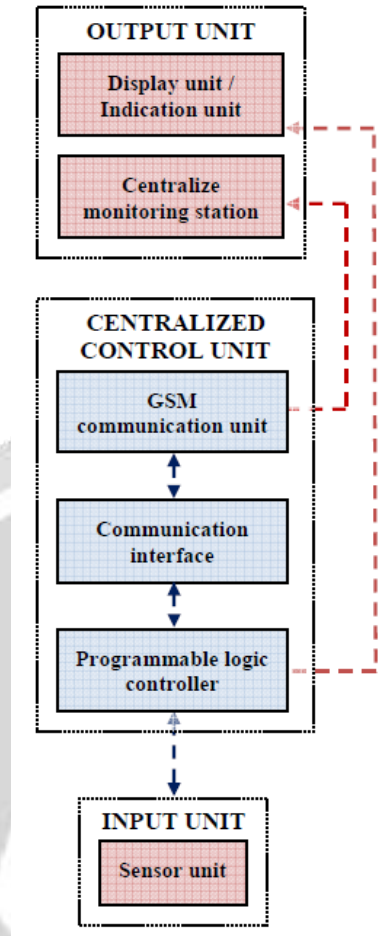 OUTPUT UNIT
Display unit /
Indication unit
Centralize
monitoring station
CENTRALIZED
CONTROL UNIT
GSM
communication unit
Communication
interface
Programmable logic
controller
INPUT UNIT
Sensor unit